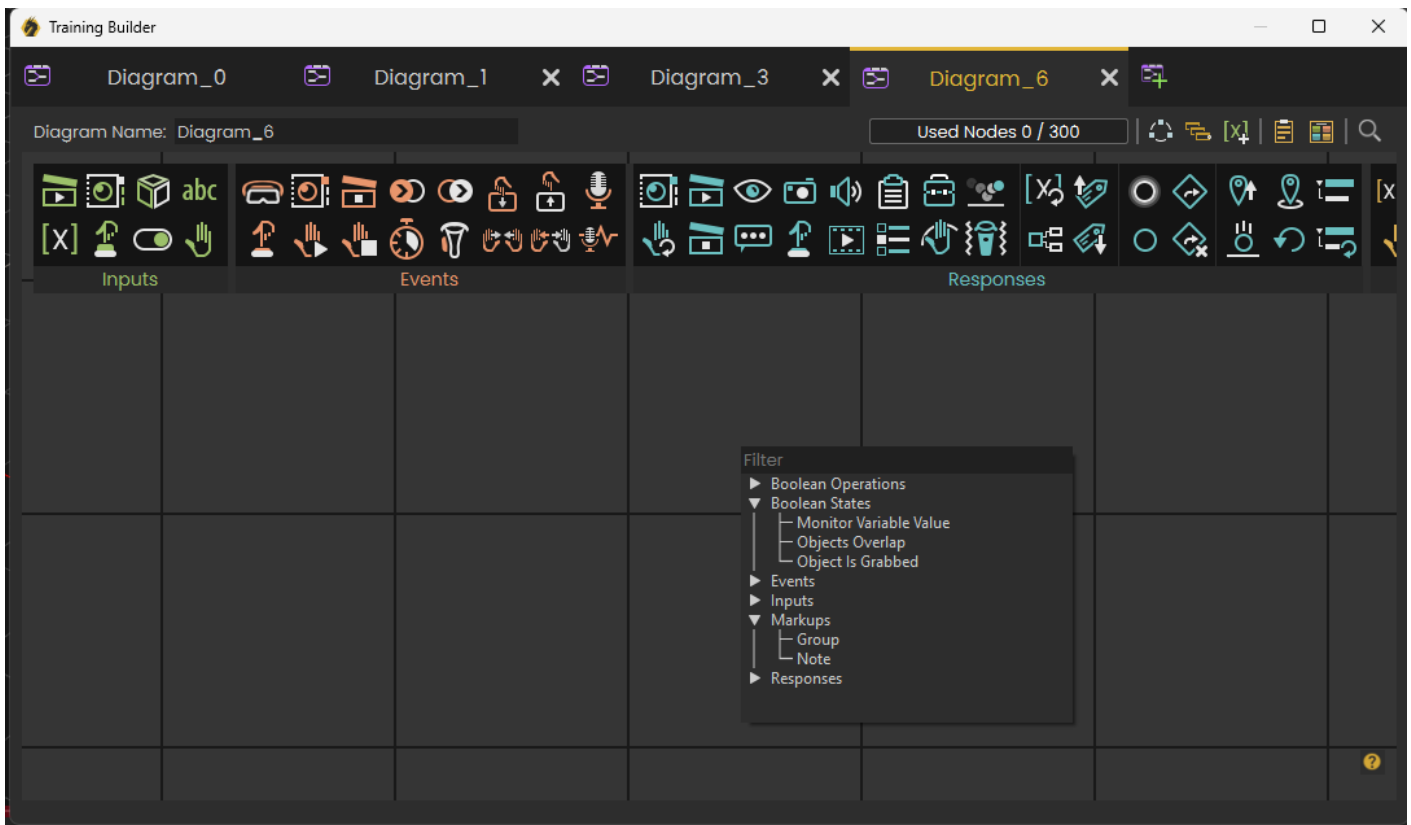 Training Builder
Diagram_0
Diagram_1
Diagram_3
Diagram_6
Diagram Name: Diagram_6
Used Nodes 0 / 300
[x]
abc
[x]
[x
[x]
Inputs
Events
Responses
Filter
Boolean Operations
Boolean States
Monitor Variable Value
Objects Overlap
Object Is Grabbed
Events
Inputs
Markups
Group
Note
Responses
?